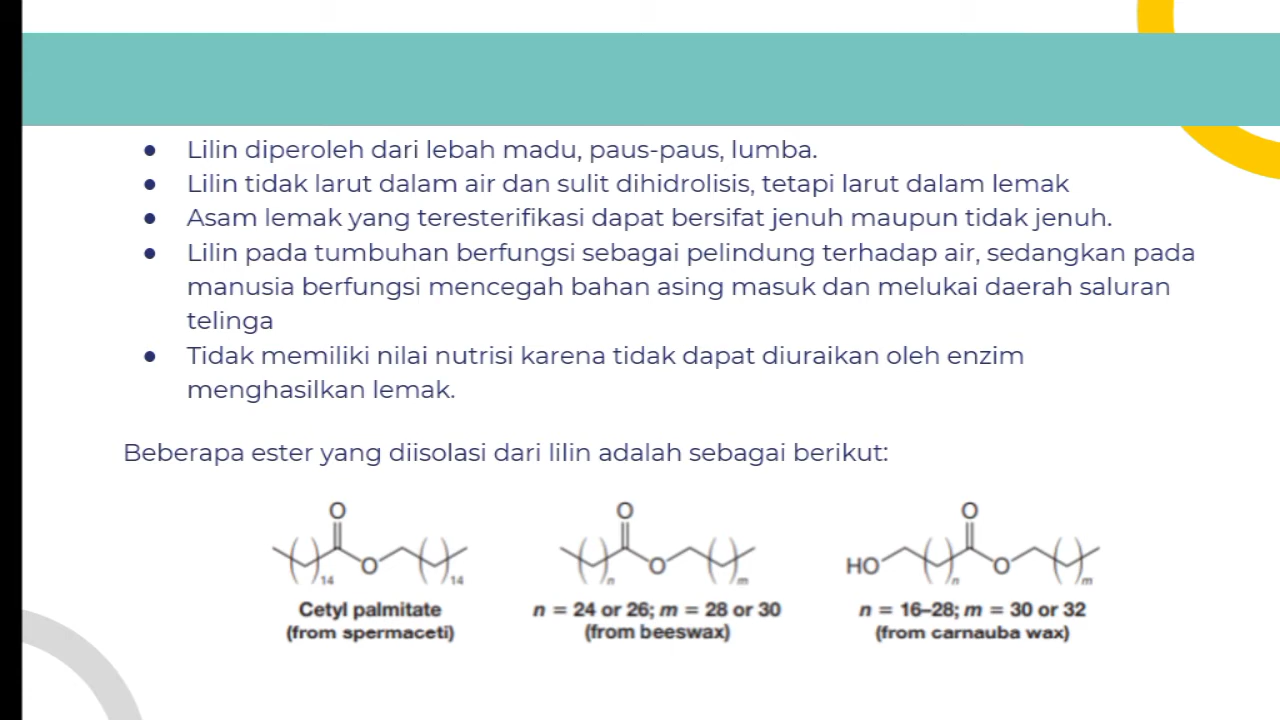 ● Lilin diperoleh dari lebah madu, paus-paus, lumba.
● Lilin tidak larut dalam air dan sulit dihidrolisis, tetapi larut dalam lemak
● Asam lemak yang teresterifikasi dapat bersifat jenuh maupun tidak jenuh.
● Lilin pada tumbuhan berfungsi sebagai pelindung terhadap air, sedangkan pada
manusia berfungsi mencegah bahan asing masuk dan melukai daerah saluran
telinga
● Tidak memiliki nilai nutrisi karena tidak dapat diuraikan oleh enzim
menghasilkan lemak.
Beberapa ester yang diisolasi dari lilin adalah sebagai berikut:
O
O
14
14
Cetyl palmitate
(from spermaceti)
O
O
n
m
n = 24 or 26; m = 28 or 30
(from beeswax)
O
HO
O
n
m
n = 16–28; m = 30 or 32
(from carnauba wax)